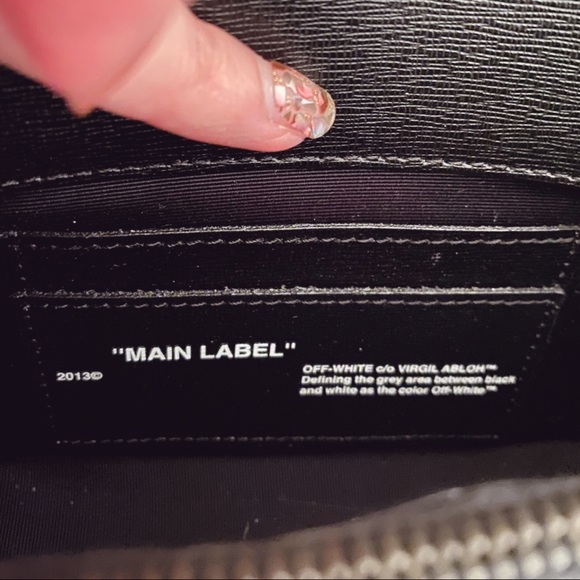 "MAIN LABEL"
2013©
OFF-WHITE c/o VIRGIL ABLOH™
Defining the grey area between black
and white as the color Off-White™